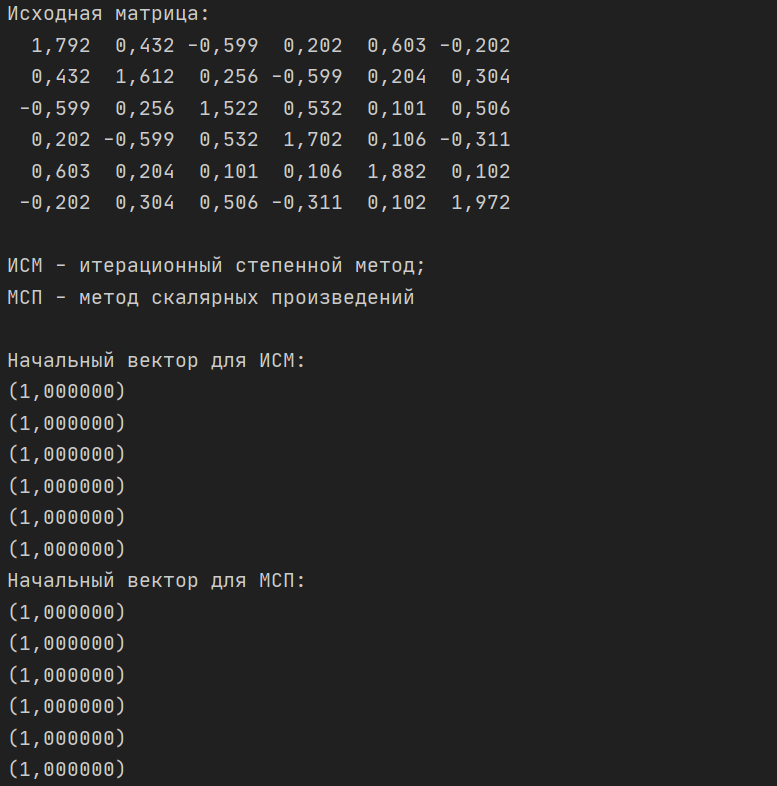 Исходная матрица:
1,792 0,432 -0,599 0,202 0,603 -0,202
0,432 1,612 0,256 -0,599 0,204 0,304
-0,599 0,256 1,522 0,532 0,101 0,506
0,202 -0,599 0,532 1,702 0,106 -0,311
0,603 0,204 0,101 0,106 1,882 0,102
-0,202 0,304 0,506 -0,311 0,102 1,972
ИСМ - итерационный степенной метод;
МСП - метод скалярных произведений
Начальный вектор для ИСМ:
(1,000000)
(1,000000)
(1,000000)
(1,000000)
(1,000000)
(1,000000)
Начальный вектор для МСП:
(1,000000)
(1,000000)
(1,000000)
(1,000000)
(1,000000)
(1,000000)